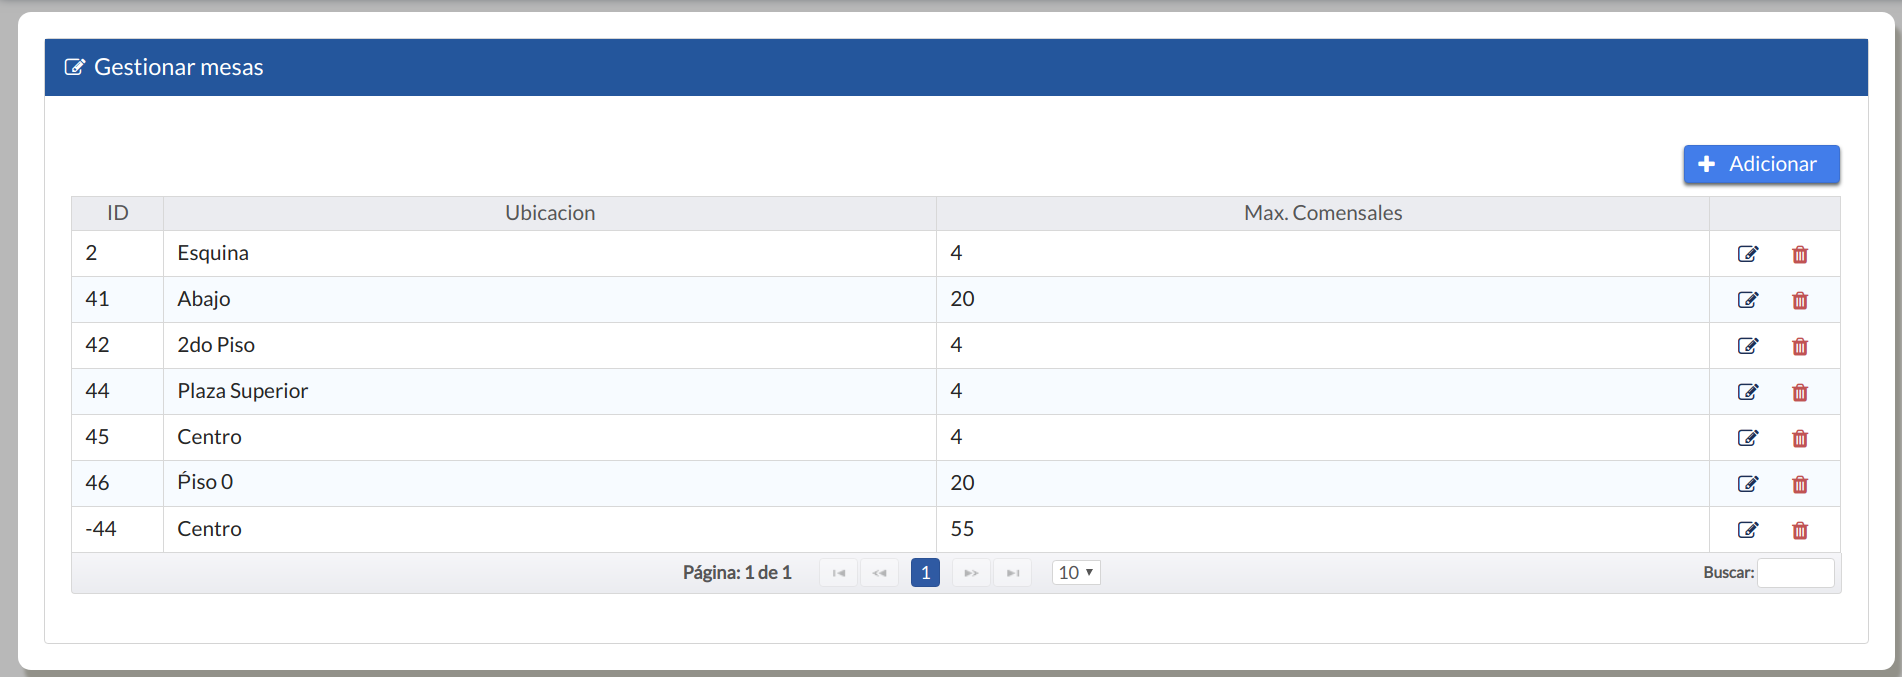 Gestionar mesas
Adicionar
ID Ubicacion Max. Comensales
2 Esquina 4
41 Abajo 20
42 2do Piso 4
44 Plaza Superior 4
45 Centro 4
46 Ṕiso 0 20
-44 Centro 55
Página: 1 de 1 1 10 Buscar: